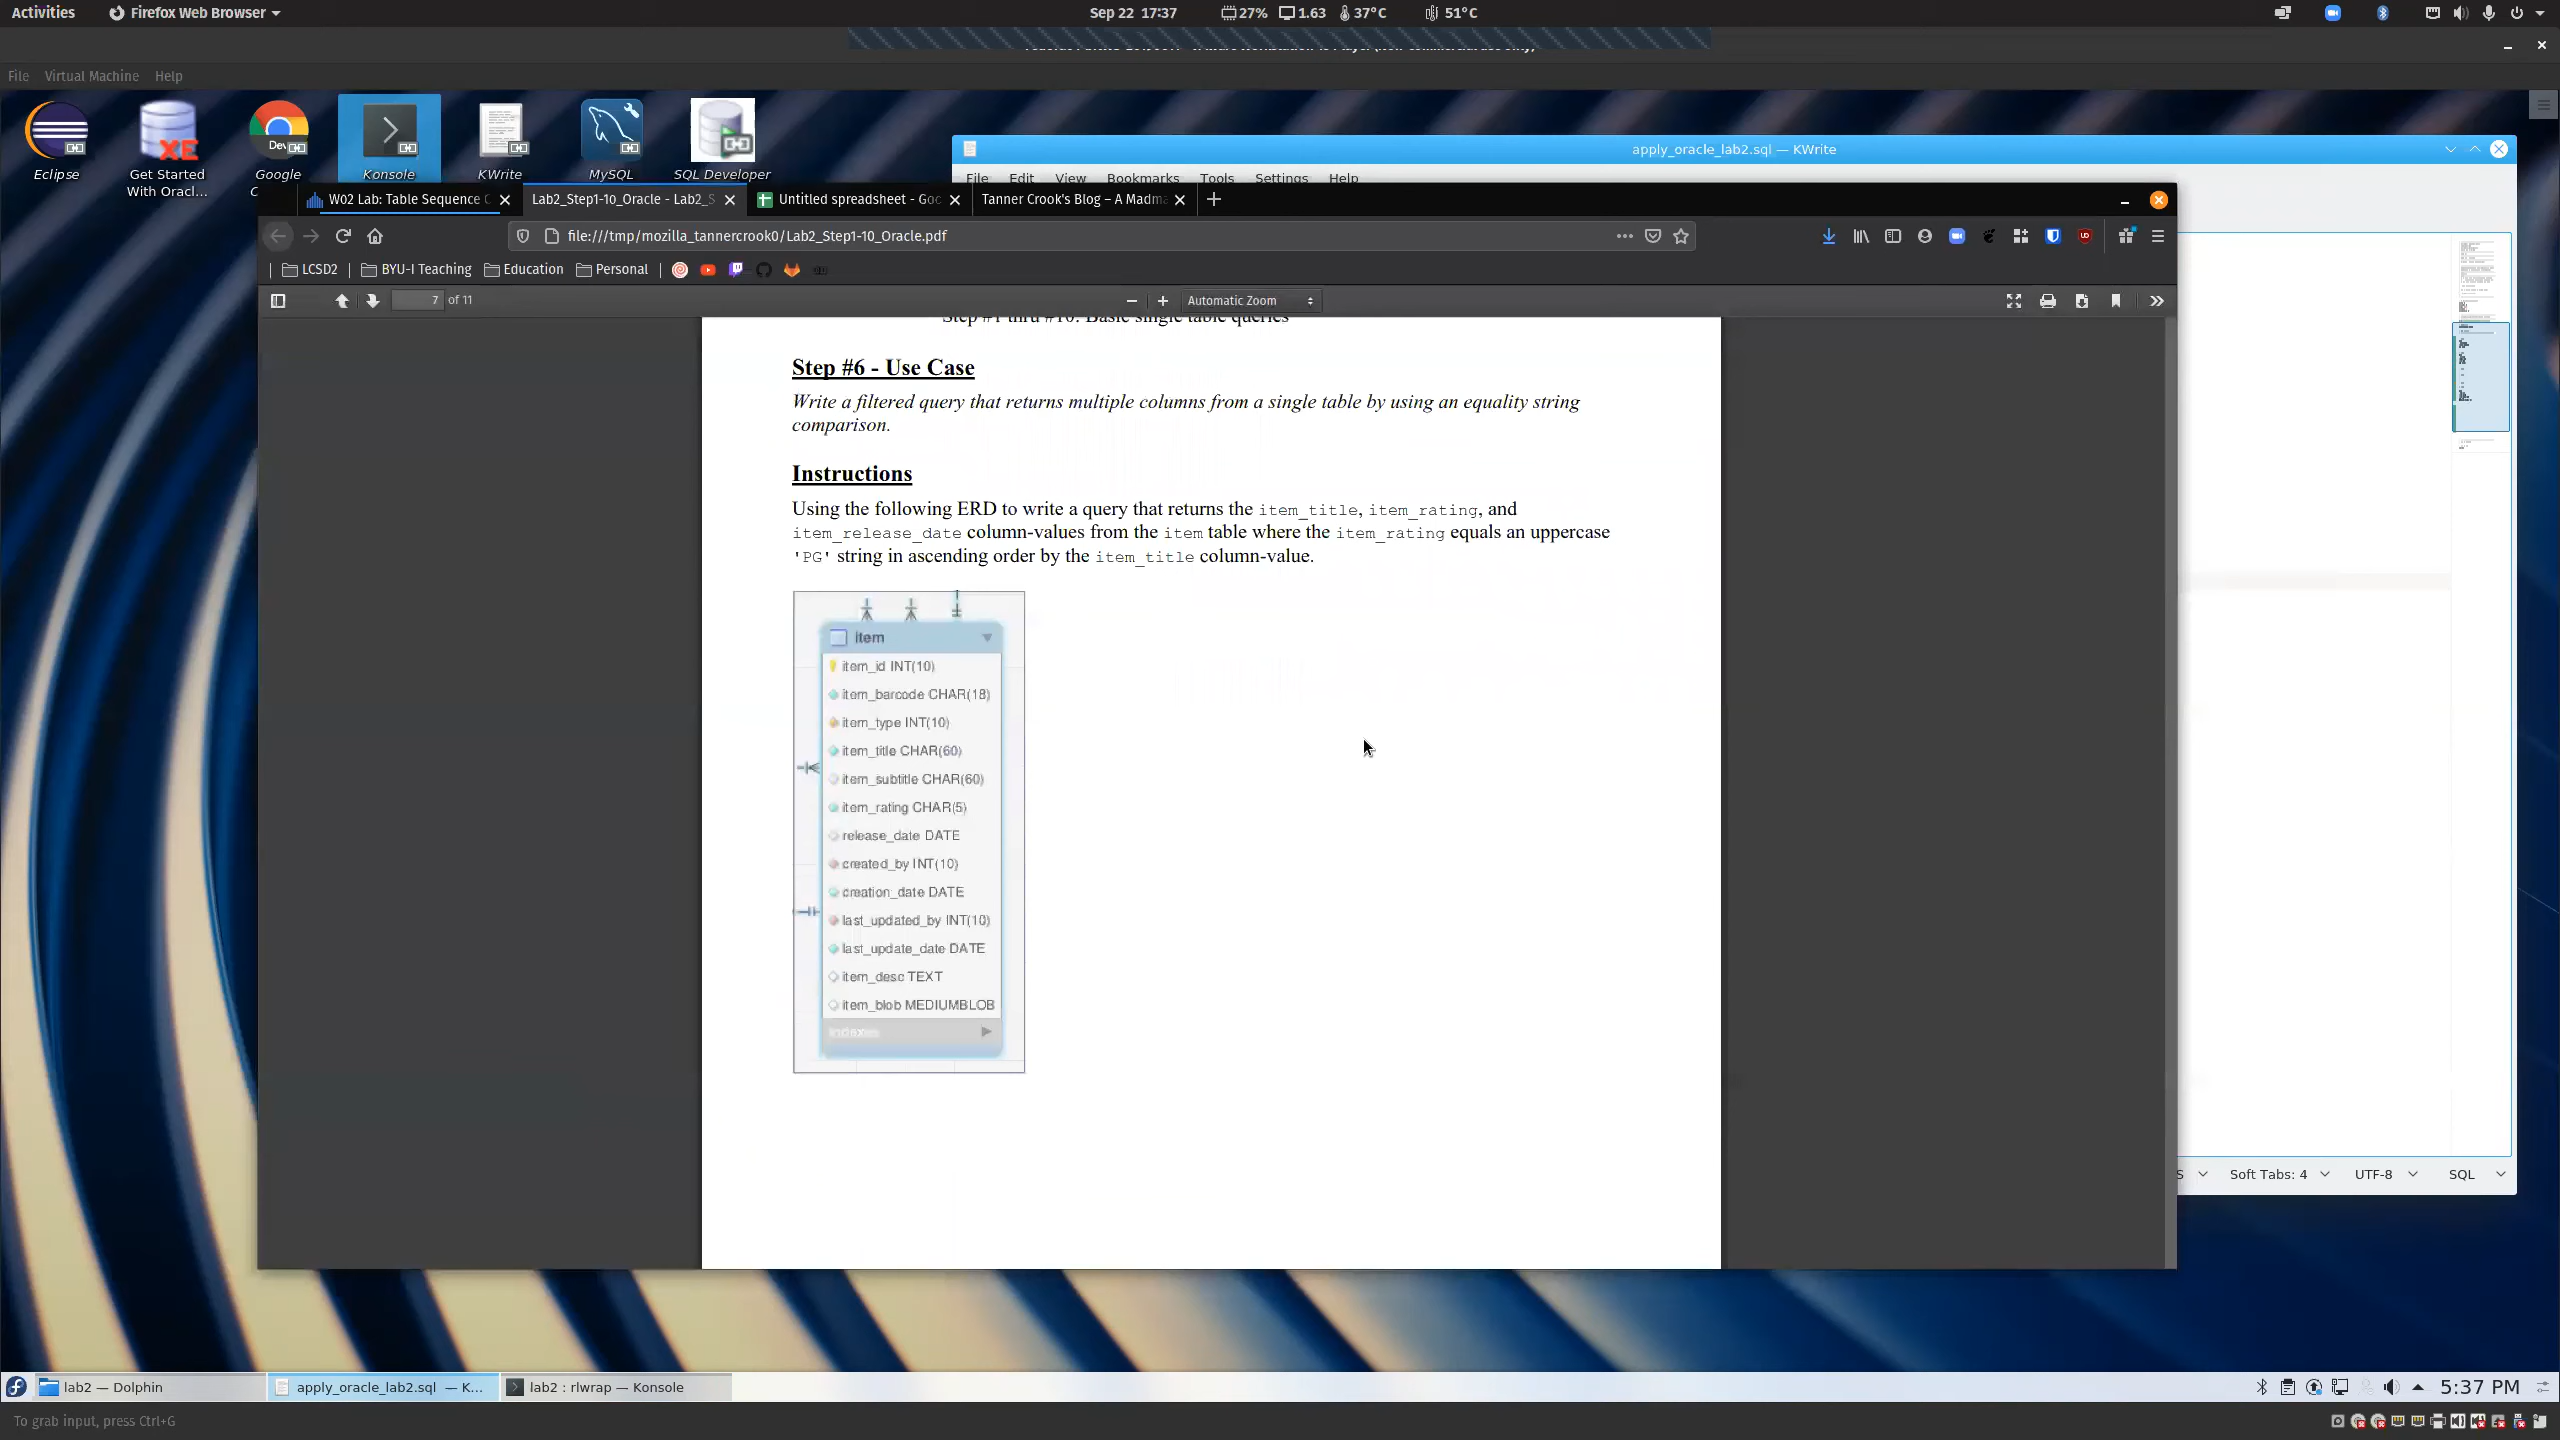 Activities
Firefox Web Browser
Sep 22 17:37
27%
1.63
37°C
51°C
File
Virtual Machine
Help
Eclipse
Get Started
With Oracl...
Dev
Google
Konsole
KWrite
MySQL
SQL Developer
apply_oracle_lab2.sql — KWrite
File
Edit
View
Bookmarks
Tools
Settings
Help
W02 Lab: Table Sequence
Lab2_Step1-10_Oracle - Lab2_S
Untitled spreadsheet - Goo
Tanner Crook's Blog – A Madma
file:///tmp/mozilla_tannercrook0/Lab2_Step1-10_Oracle.pdf
LCSD2
BYU-I Teaching
Education
Personal
7 of 11
Automatic Zoom
Step #1 thru #10: Basic single table queries
Step #6 - Use Case
Write a filtered query that returns multiple columns from a single table by using an equality string
comparison.
Instructions
Using the following ERD to write a query that returns the item_title, item_rating, and
item_release_date column-values from the item table where the item_rating equals an uppercase
'PG' string in ascending order by the item_title column-value.
item
item_id INT(10)
item_barcode CHAR(18)
item_type INT(10)
item_title CHAR(60)
item_subtitle CHAR(60)
item_rating CHAR(5)
release_date DATE
created_by INT(10)
creation_date DATE
last_updated_by INT(10)
last_update_date DATE
item_desc TEXT
item_blob MEDIUMBLOB
Soft Tabs: 4
UTF-8
SQL
lab2 — Dolphin
apply_oracle_lab2.sql — K...
lab2 : rlwrap — Konsole
5:37 PM
To grab input, press Ctrl+G